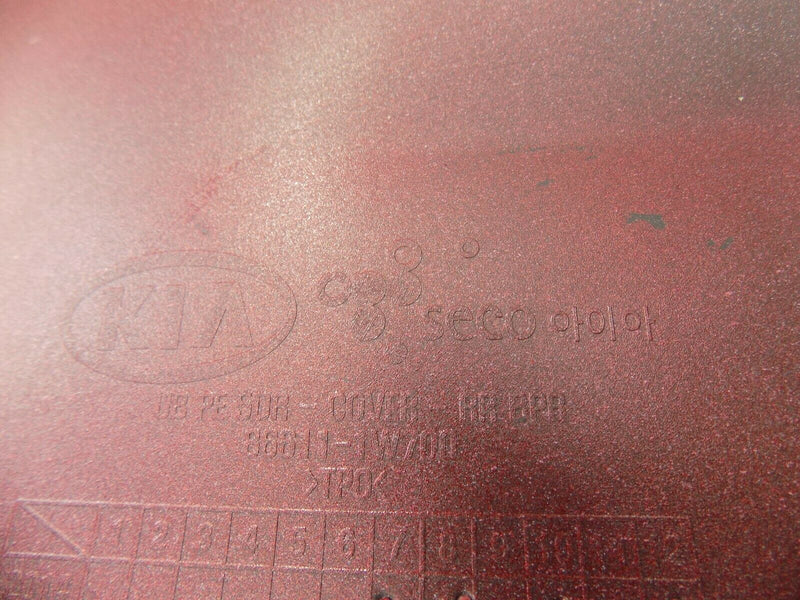 KIA
seco 아이아
UB PE 5DR - COVER - RR BPR
86611-1W700
>TPO<
1 2 3 4 5 6 7 8 9 10 11 12